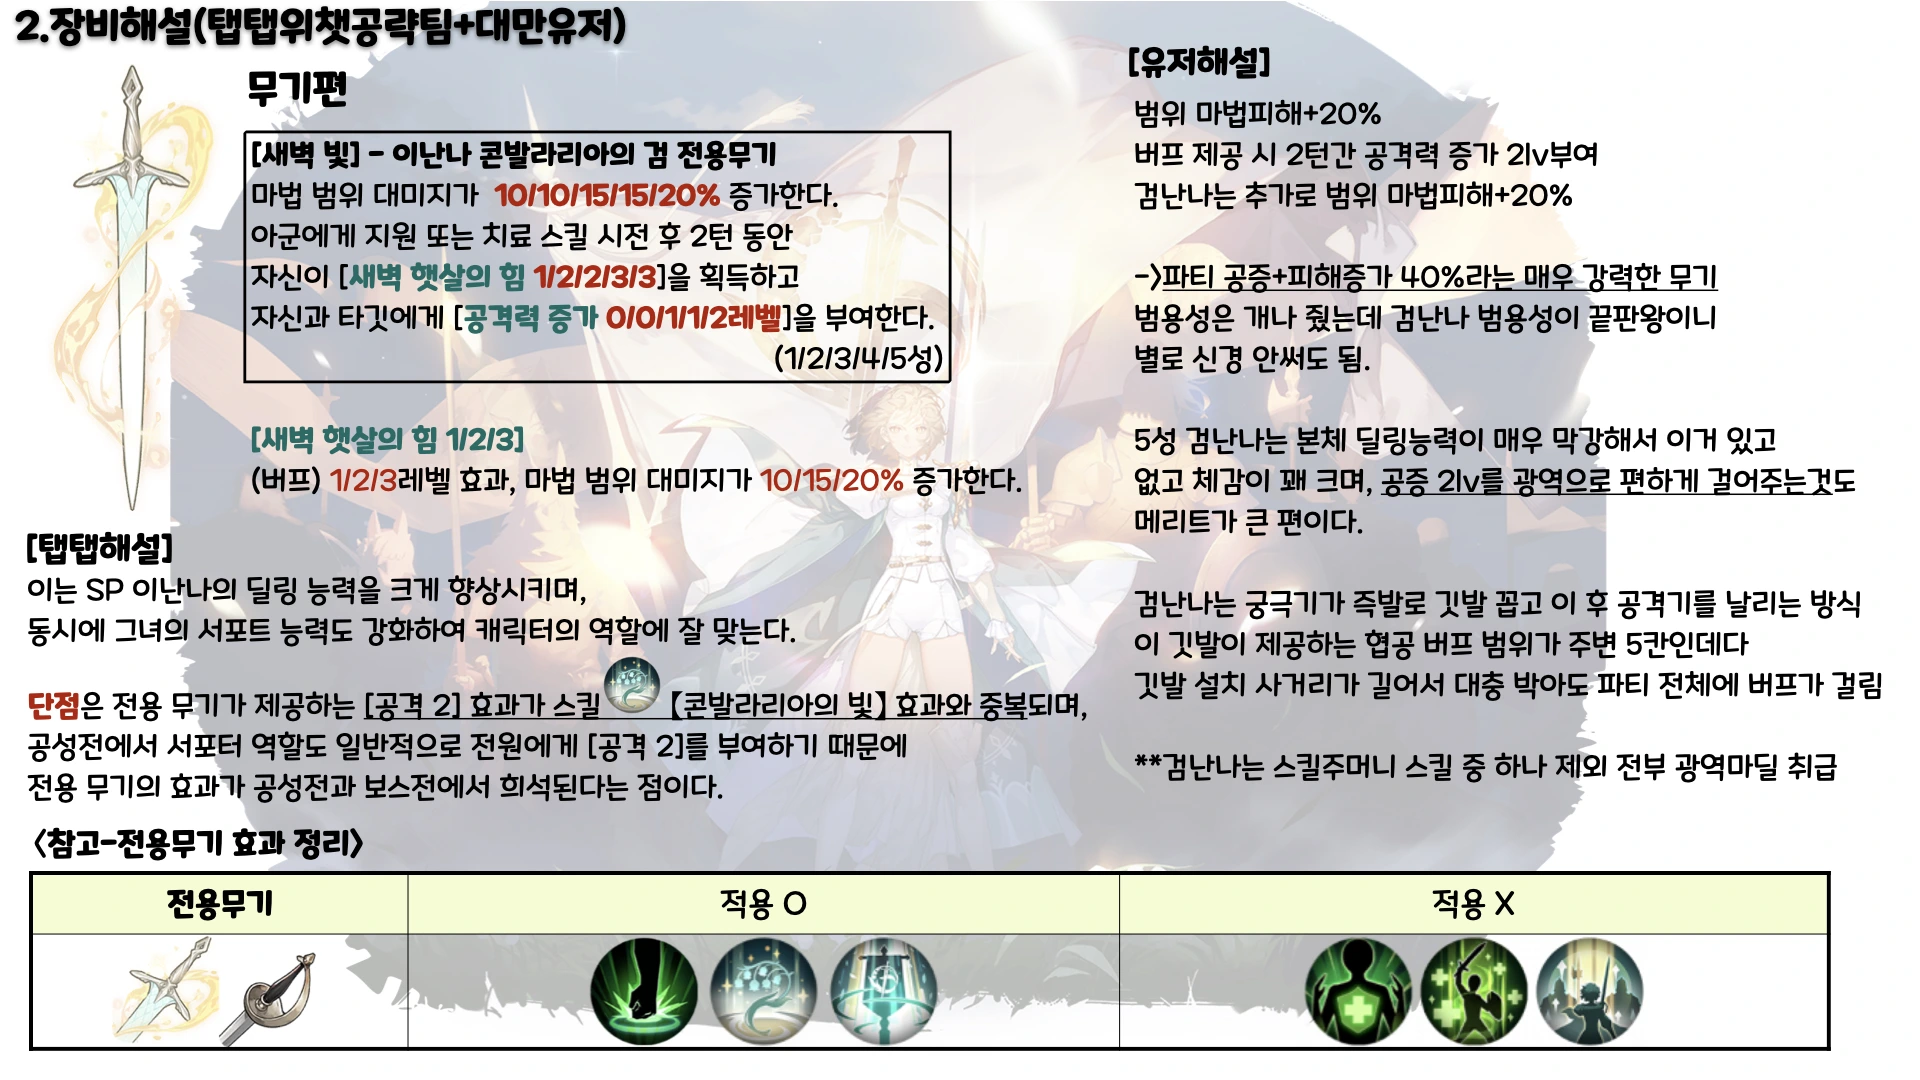 2.장비해설(탭탭위챗공략팀+대만유저)
무기편
[새벽 빛] - 이난나 콘발라리아의 검 전용무기
마법 범위 대미지가 10/10/15/15/20% 증가한다.
아군에게 지원 또는 치료 스킬 시전 후 2턴 동안
자신이 [새벽 햇살의 힘 1/2/2/3/3]을 획득하고
자신과 타깃에게 [공격력 증가 0/0/1/1/2레벨]을 부여한다.
(1/2/3/4/5성)
[새벽 햇살의 힘 1/2/3]
(버프) 1/2/3레벨 효과, 마법 범위 대미지가 10/15/20% 증가한다.
[탭탭해설]
이는 SP 이난나의 딜링 능력을 크게 향상시키며,
동시에 그녀의 서포트 능력도 강화하여 캐릭터의 역할에 잘 맞는다.
단점은 전용 무기가 제공하는 [공격 2] 효과가 스킬 【콘발라리아의 빛】 효과와 중복되며,
공성전에서 서포터 역할도 일반적으로 전원에게 [공격 2]를 부여하기 때문에
전용 무기의 효과가 공성전과 보스전에서 희석된다는 점이다.
[유저해설]
범위 마법피해+20%
버프 제공 시 2턴간 공격력 증가 2lv부여
검난나는 추가로 범위 마법피해+20%
->파티 공증+피해증가 40%라는 매우 강력한 무기
범용성은 개나 줬는데 검난나 범용성이 끝판왕이니
별로 신경 안써도 됨.
5성 검난나는 본체 딜링능력이 매우 막강해서 이거 있고
없고 체감이 꽤 크며, 공증 2lv를 광역으로 편하게 걸어주는것도
메리트가 큰 편이다.
검난나는 궁극기가 즉발로 깃발 꼽고 이 후 공격기를 날리는 방식
이 깃발이 제공하는 협공 버프 범위가 주변 5칸인데다
깃발 설치 사거리가 길어서 대충 박아도 파티 전체에 버프가 걸림
**검난나는 스킬주머니 스킬 중 하나 제외 전부 광역마딜 취급
<참고-전용무기 효과 정리>
전용무기
적용 O
적용 X